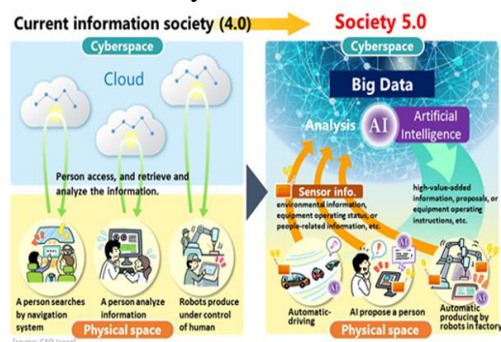 Current information society (4.0)
Cyberspace
Cloud
Person access, and retrieve and
analyze the information.
A person searches
by navigation
system
A person analyze
information
Robots produce
under control
of human
Physical space
Society 5.0
Cyberspace
Big Data
Analysis
AI
Artificial
Intelligence
Sensor info.
environmental information,
equipment operating status, or
people-related information, etc.
high-value-added
information, proposals, or
equipment operating
instructions, etc.
AI
AI
AI
Automatic-
driving
AI propose a person
Automatic
producing by
robots in factory
Physical space